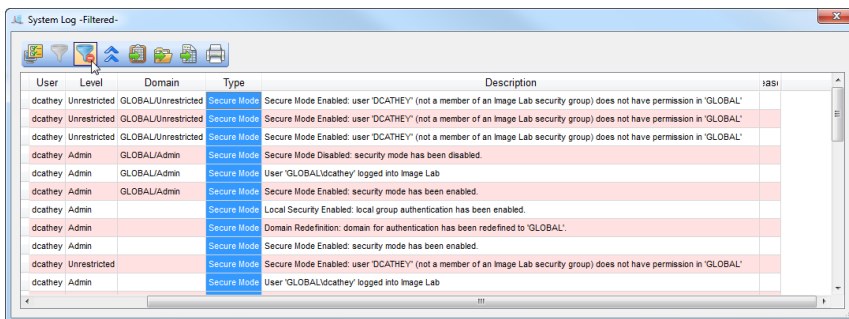 System Log -Filtered-
User Level Domain Type Description
dcathey Unrestricted GLOBAL/Unrestricted Secure Mode Secure Mode Enabled: user 'DCATHEY' (not a member of an Image Lab security group) does not have permission in 'GLOBAL'
dcathey Unrestricted GLOBAL/Unrestricted Secure Mode Secure Mode Enabled: user 'DCATHEY' (not a member of an Image Lab security group) does not have permission in 'GLOBAL'
dcathey Unrestricted GLOBAL/Unrestricted Secure Mode Secure Mode Enabled: user 'DCATHEY' (not a member of an Image Lab security group) does not have permission in 'GLOBAL'
dcathey Admin GLOBAL/Admin Secure Mode Secure Mode Disabled: security mode has been disabled.
dcathey Admin GLOBAL/Admin Secure Mode User 'GLOBAL\dcathey' logged into Image Lab
dcathey Admin GLOBAL/Admin Secure Mode Secure Mode Enabled: security mode has been enabled.
dcathey Admin Secure Mode Local Security Enabled: local group authentication has been enabled.
dcathey Admin Secure Mode Domain Redefinition: domain for authentication has been redefined to 'GLOBAL'.
dcathey Admin Secure Mode Secure Mode Enabled: security mode has been enabled.
dcathey Unrestricted Secure Mode Secure Mode Enabled: user 'DCATHEY' (not a member of an Image Lab security group) does not have permission in 'GLOBAL'
dcathey Admin Secure Mode User 'GLOBAL\dcathey' logged into Image Lab